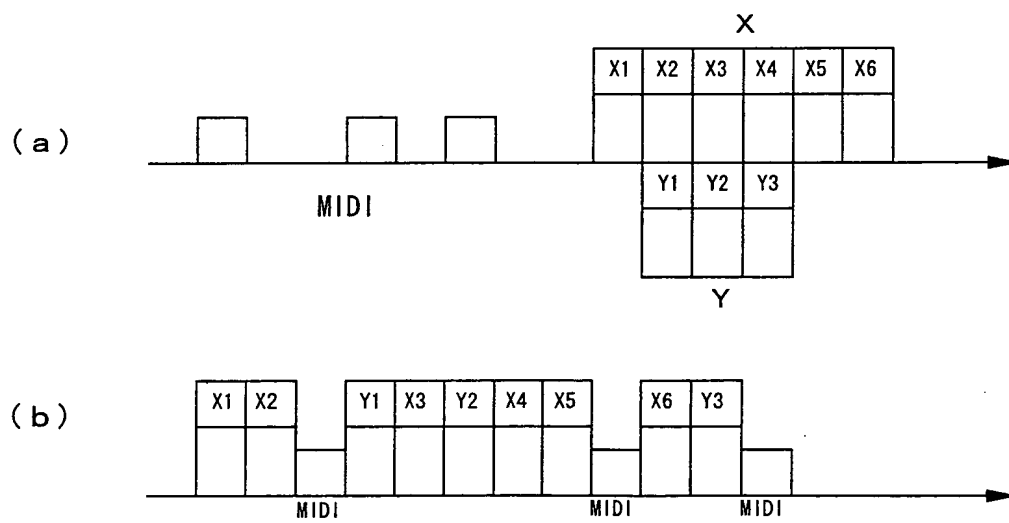 X
X1 X2 X3 X4 X5 X6
(a)
Y1 Y2 Y3
MIDI
Y
X1 X2 Y1 X3 Y2 X4 X5 X6 Y3
(b)
MIDI MIDI MIDI